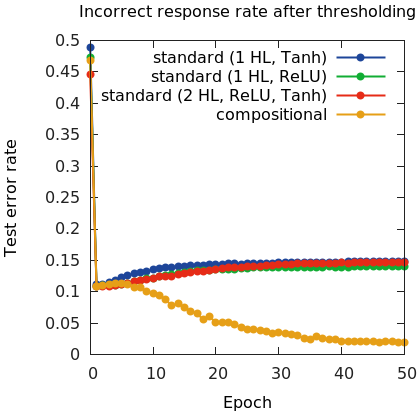 Incorrect response rate after thresholding
0.5
0.45
0.4
0.35
0.3
0.25
0.2
0.15
0.1
0.05
0
Test error rate
standard (1 HL, Tanh)
standard (1 HL, ReLU)
standard (2 HL, ReLU, Tanh)
compositional
0 10 20 30 40 50
Epoch